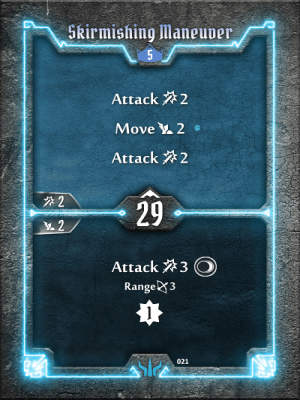 Skirmishing Maneuver
5
Attack 2
Move 2
Attack 2
2
29
2
Attack 3
Range 3
1
021